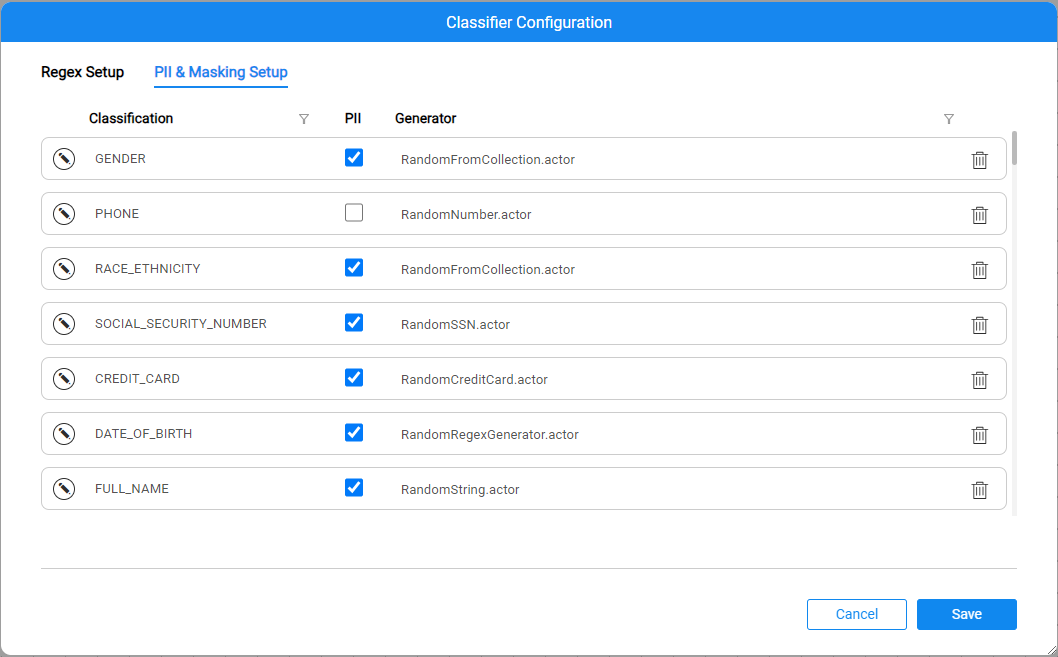 Classifier Configuration
Regex Setup PII & Masking Setup
Classification PII Generator
GENDER RandomFromCollection.actor
PHONE RandomNumber.actor
RACE_ETHNICITY RandomFromCollection.actor
SOCIAL_SECURITY_NUMBER RandomSSN.actor
CREDIT_CARD RandomCreditCard.actor
DATE_OF_BIRTH RandomRegexGenerator.actor
FULL_NAME RandomString.actor
Cancel Save